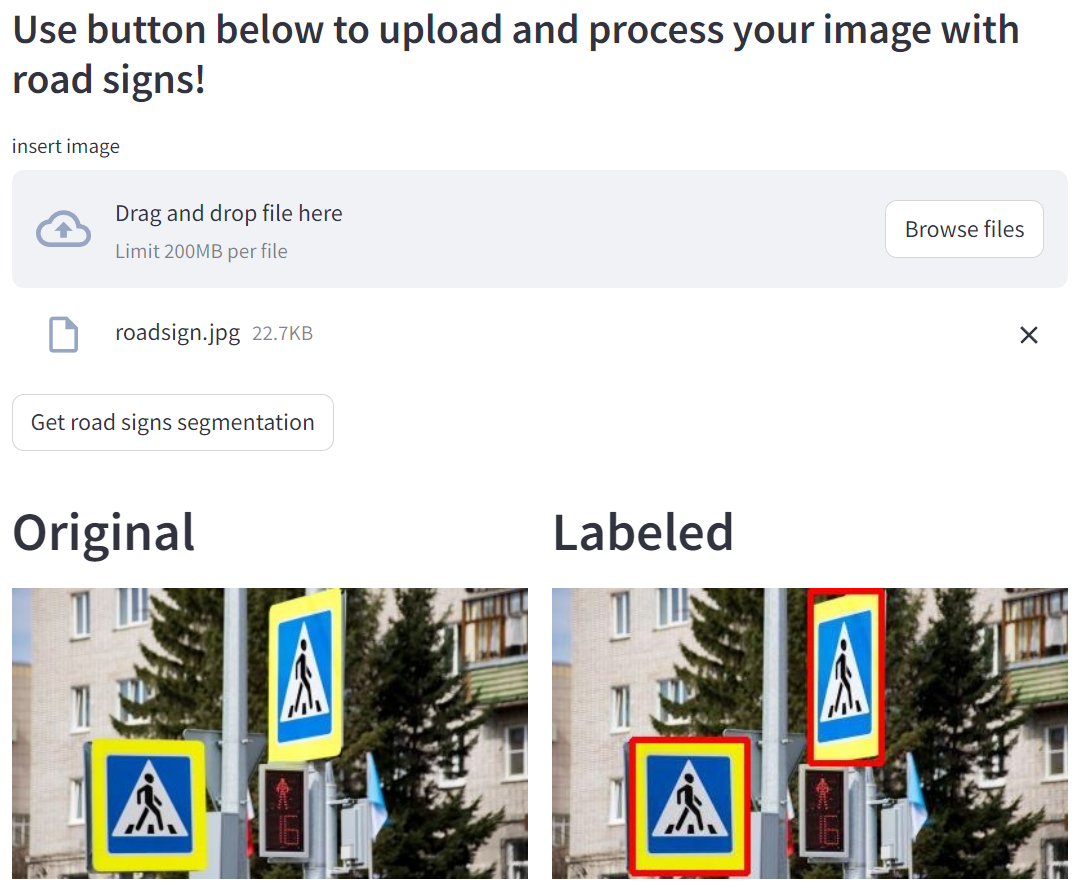 Use button below to upload and process your image with
road signs!
insert image
Drag and drop file here
Limit 200MB per file
Browse files
roadsign.jpg 22.7KB
Get road signs segmentation
Original
Labeled
16
16